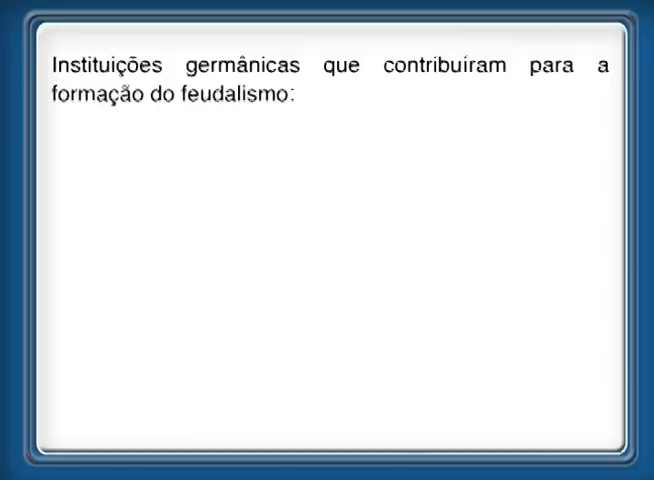 Instituições germânicas que contribuíram para a
formação do feudalismo: